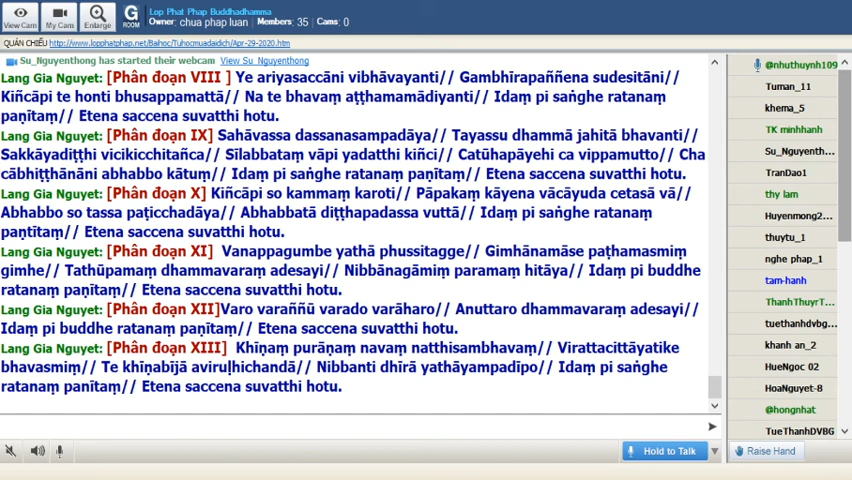 Lop Phat Phap Buddhadhamma
Owner: chua phap luan   Members: 35   Cams: 0
View Cam
My Cam
Enlarge
G
ROOM
QUÁN CHIẾU http://www.lopphatphap.net/Baihoc/Tuhocmuadaidich/Apr-29-2020.htm
Su_Nguyenthong has started their webcam   View Su_Nguyenthong
Lang Gia Nguyet: [Phân đoạn VIII ] Ye ariyasaccāni vibhāvayanti// Gambhīrapaññena sudesitāni//
Kiñcāpi te honti bhusappamattā// Na te bhavaṃ aṭṭhamamādiyanti// Idaṃ pi saṅghe ratanaṃ
paṇītaṃ// Etena saccena suvatthi hotu.
Lang Gia Nguyet: [Phân đoạn IX] Sahāvassa dassanasampadāya// Tayassu dhammā jahitā bhavanti//
Sakkāyadiṭṭhi vicikicchitañca// Sīlabbataṃ vāpi yadatthi kiñci// Catūhapāyehi ca vippamutto// Cha
cābhiṭṭhānāni abhabbo kātuṃ// Idaṃ pi saṅghe ratanaṃ paṇītaṃ// Etena saccena suvatthi hotu.
Lang Gia Nguyet: [Phân đoạn X] Kiñcāpi so kammaṃ karoti// Pāpakaṃ kāyena vācāyuda cetasā vā//
Abhabbo so tassa paṭicchadāya// Abhabbatā diṭṭhapadassa vuttā// Idaṃ pi saṅghe ratanaṃ
paṇītaṃ// Etena saccena suvatthi hotu.
Lang Gia Nguyet: [Phân đoạn XI] Vanappagumbe yathā phussitagge// Gimhānamāse paṭhamasmiṃ
gimhe// Tathūpamaṃ dhammavaraṃ adesayi// Nibbānagāmiṃ paramaṃ hitāya// Idaṃ pi buddhe
ratanaṃ paṇītaṃ// Etena saccena suvatthi hotu.
Lang Gia Nguyet: [Phân đoạn XII]Varo varaññū varado varāharo// Anuttaro dhammavaraṃ adesayi//
Idaṃ pi buddhe ratanaṃ paṇītaṃ// Etena saccena suvatthi hotu.
Lang Gia Nguyet: [Phân đoạn XIII] Khīṇaṃ purāṇaṃ navaṃ natthisambhavaṃ// Virattacittāyatike
bhavasmiṃ// Te khīṇabījā aviruḷhichandā// Nibbanti dhīrā yathāyampadīpo// Idaṃ pi saṅghe
ratanaṃ paṇītaṃ// Etena saccena suvatthi hotu.
@nhuthuynh109
Tuman_11
khema_5
TK minhhanh
Su_Nguyenth...
TranDao1
thy lam
Huyenmong2...
thuytu_1
nghe phap_1
tam-hanh
ThanhThuyrT...
tuethanhdvbg...
khanh an_2
HueNgoc 02
HoaNguyet-8
@hongnhat
TueThanhDVBG
Hold to Talk
Raise Hand